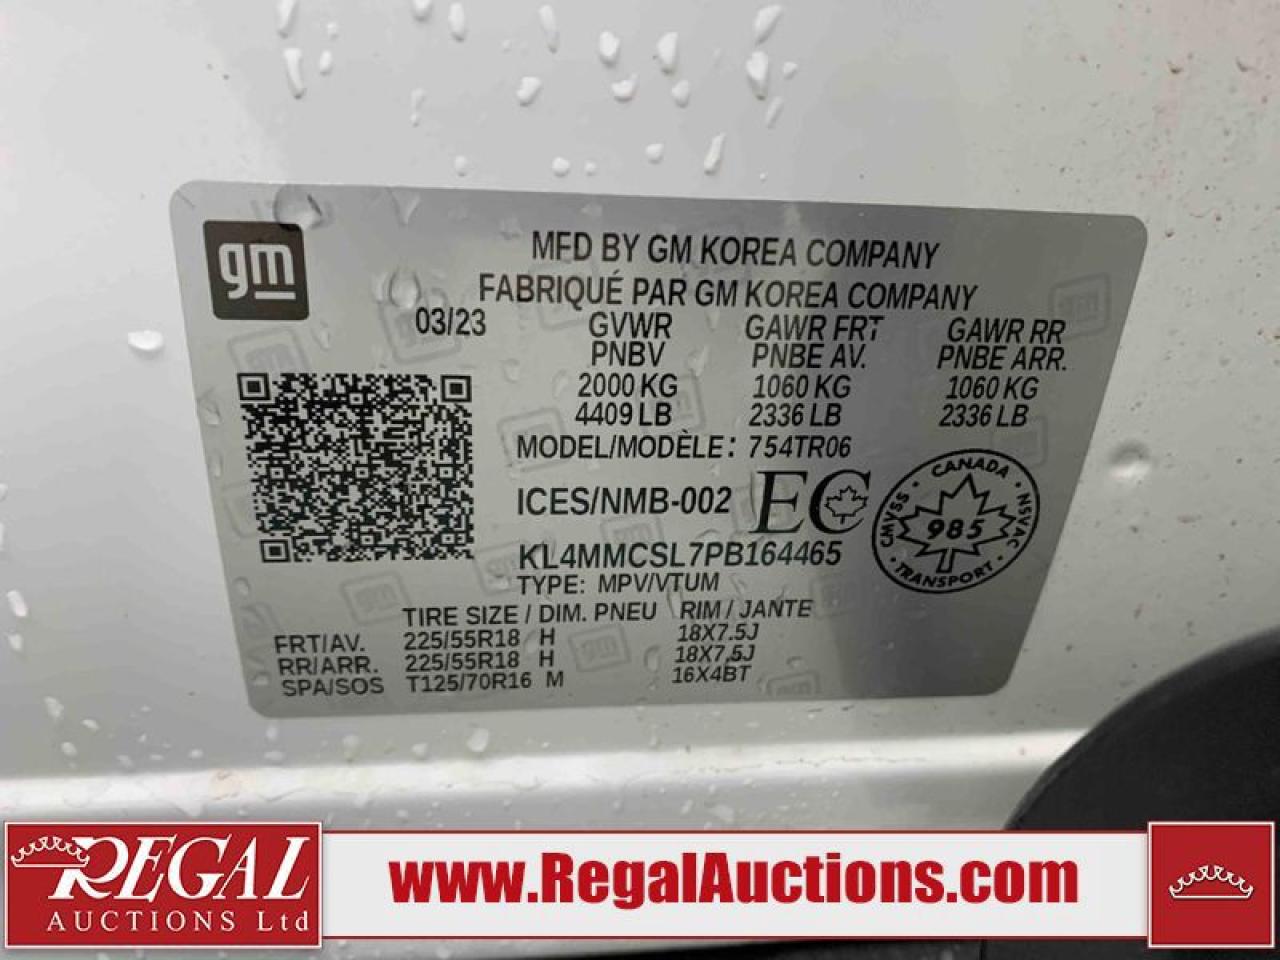 gm
MFD BY GM KOREA COMPANY
FABRIQUÉ PAR GM KOREA COMPANY
03/23 GVWR GAWR FRT GAWR RR
PNBV PNBE AV. PNBE ARR.
2000 KG 1060 KG 1060 KG
4409 LB 2336 LB 2336 LB
MODEL/MODÈLE: 754TR06
ICES/NMB-002 EC
CANADA
CMVSS 985 NSVAC
TRANSPORT
KL4MMCSL7PB164465
TYPE: MPV/VTUM
TIRE SIZE / DIM. PNEU RIM / JANTE
FRT/AV. 225/55R18 H 18X7.5J
RR/ARR. 225/55R18 H 18X7.5J
SPA/SOS T125/70R16 M 16X4BT
REGAL
AUCTIONS Ltd
www.RegalAuctions.com